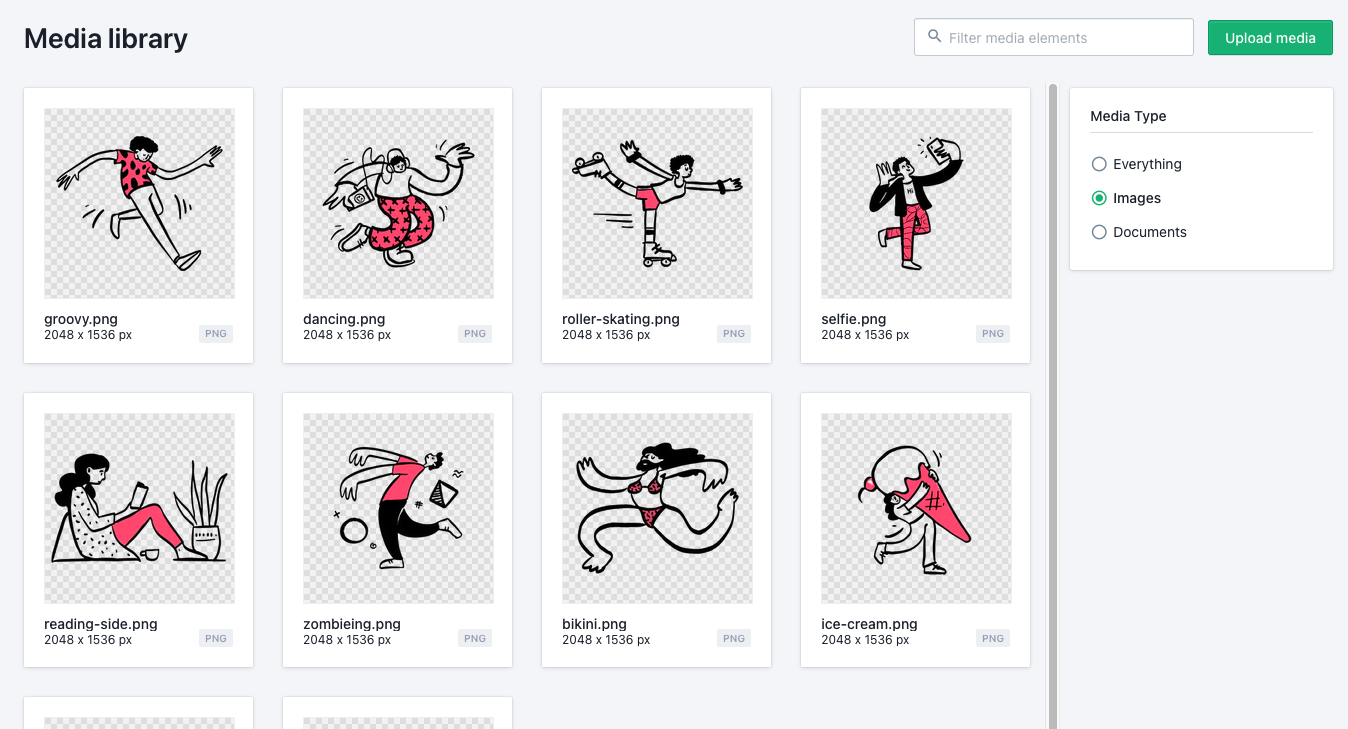 Media library
Filter media elements
Upload media
groovy.png
2048 x 1536 px
PNG
dancing.png
2048 x 1536 px
PNG
roller-skating.png
2048 x 1536 px
PNG
Hi
selfie.png
2048 x 1536 px
PNG
Media Type
Everything
Images
Documents
reading-side.png
2048 x 1536 px
PNG
zombieing.png
2048 x 1536 px
PNG
bikini.png
2048 x 1536 px
PNG
ice-cream.png
2048 x 1536 px
PNG